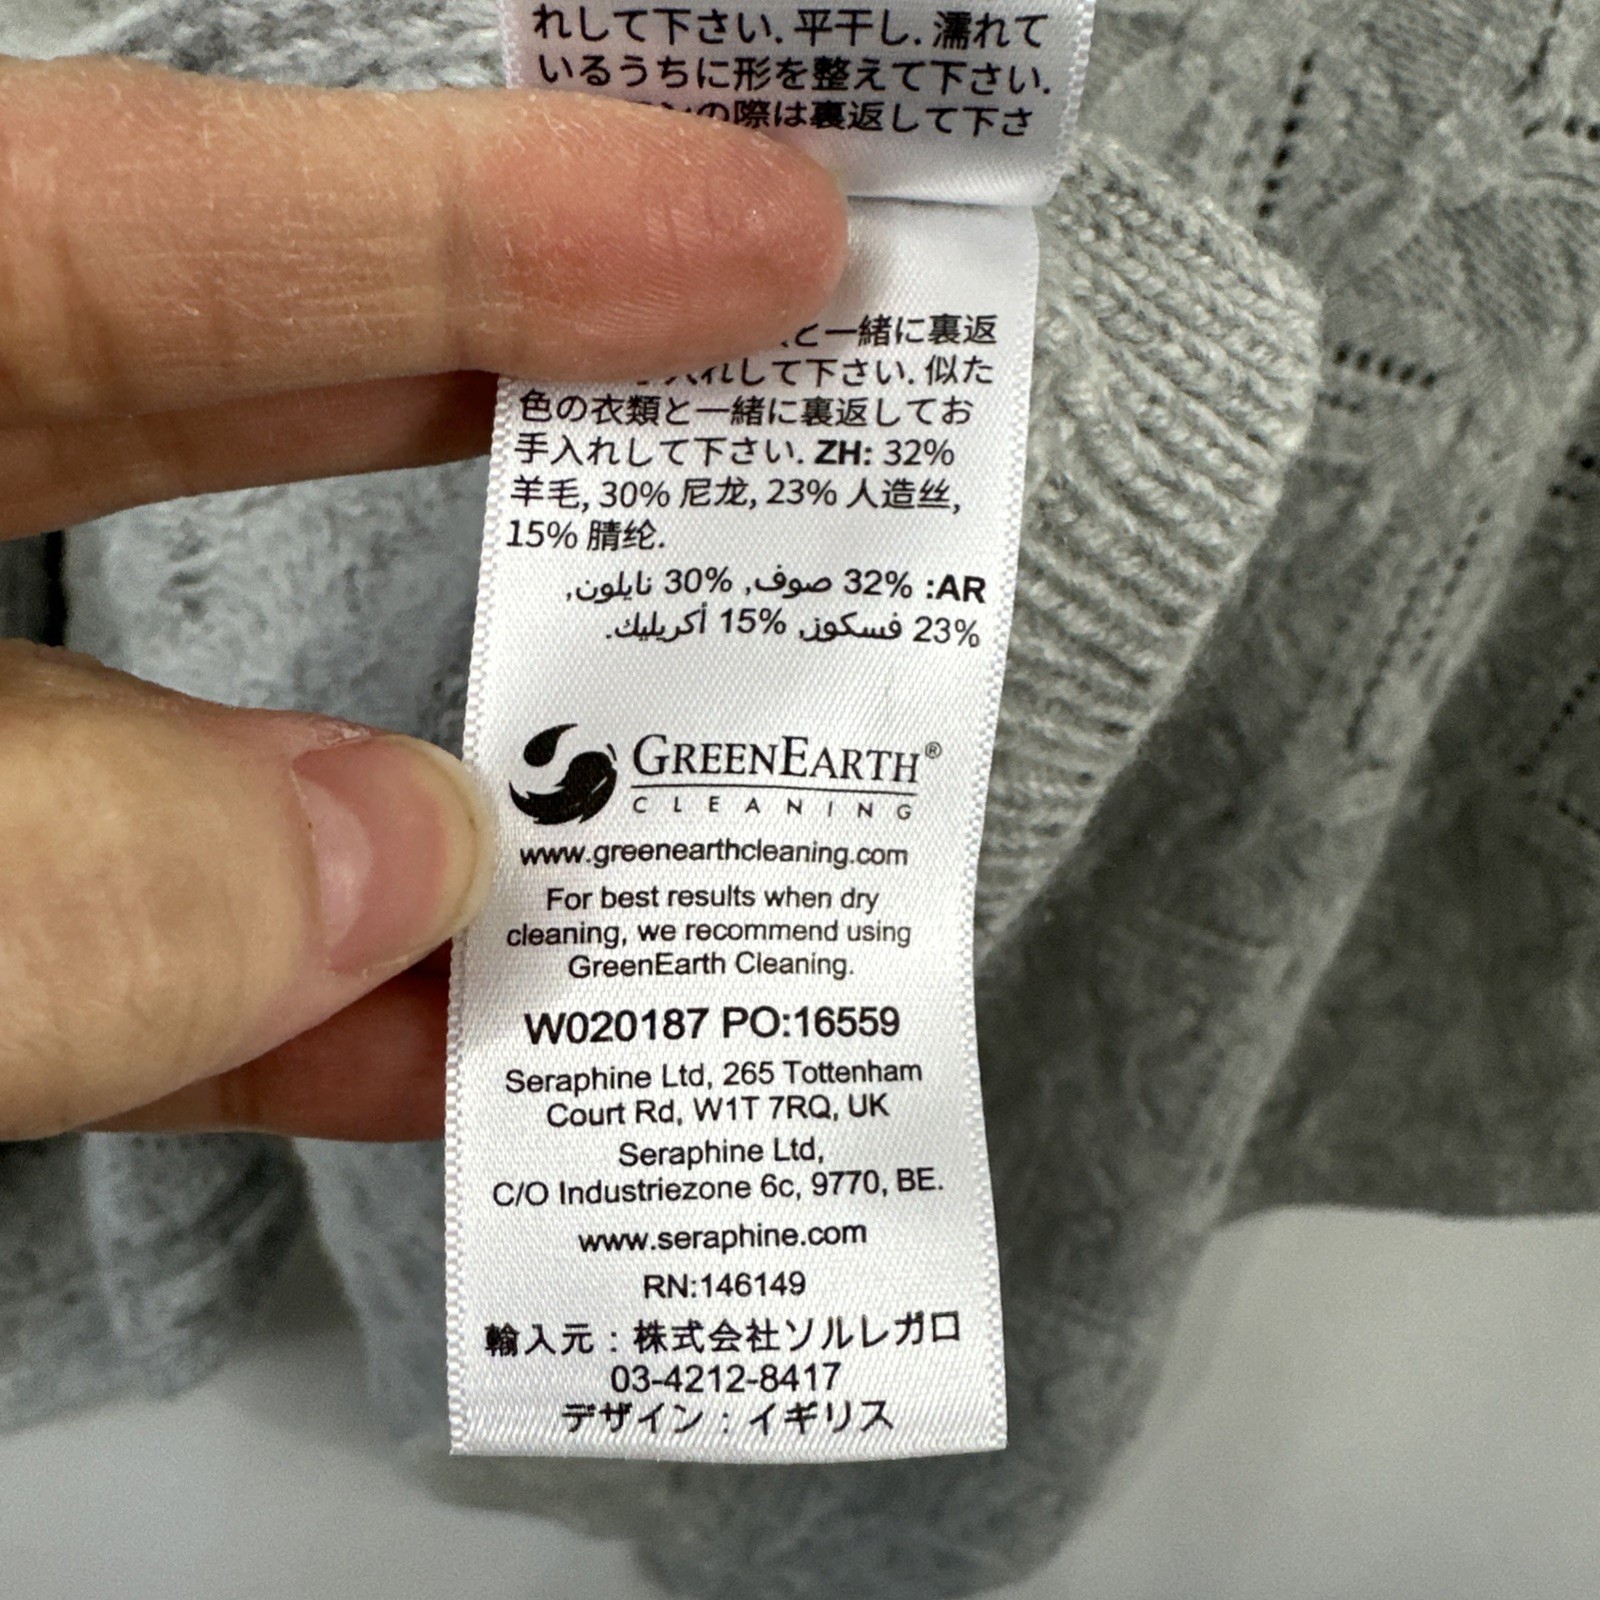 れして下さい. 平干し. 濡れて
いるうちに形を整えて下さい.
の際は裏返して下さ
と一緒に裏返
入れして下さい. 似た
色の衣類と一緒に裏返してお
手入れして下さい. ZH: 32%
羊毛, 30% 尼龙, 23% 人造丝,
15% 腈纶.
AR: 32% صوف, 30% نايلون,
23% فسكوز, 15% أكريليك.
GREENEARTH®
CLEANING
www.greenearthcleaning.com
For best results when dry
cleaning, we recommend using
GreenEarth Cleaning.
W020187 PO:16559
Seraphine Ltd, 265 Tottenham
Court Rd, W1T 7RQ, UK
Seraphine Ltd,
C/O Industriezone 6c, 9770, BE.
www.seraphine.com
RN:146149
輸入元 : 株式会社ソルレガロ
03-4212-8417
デザイン : イギリス